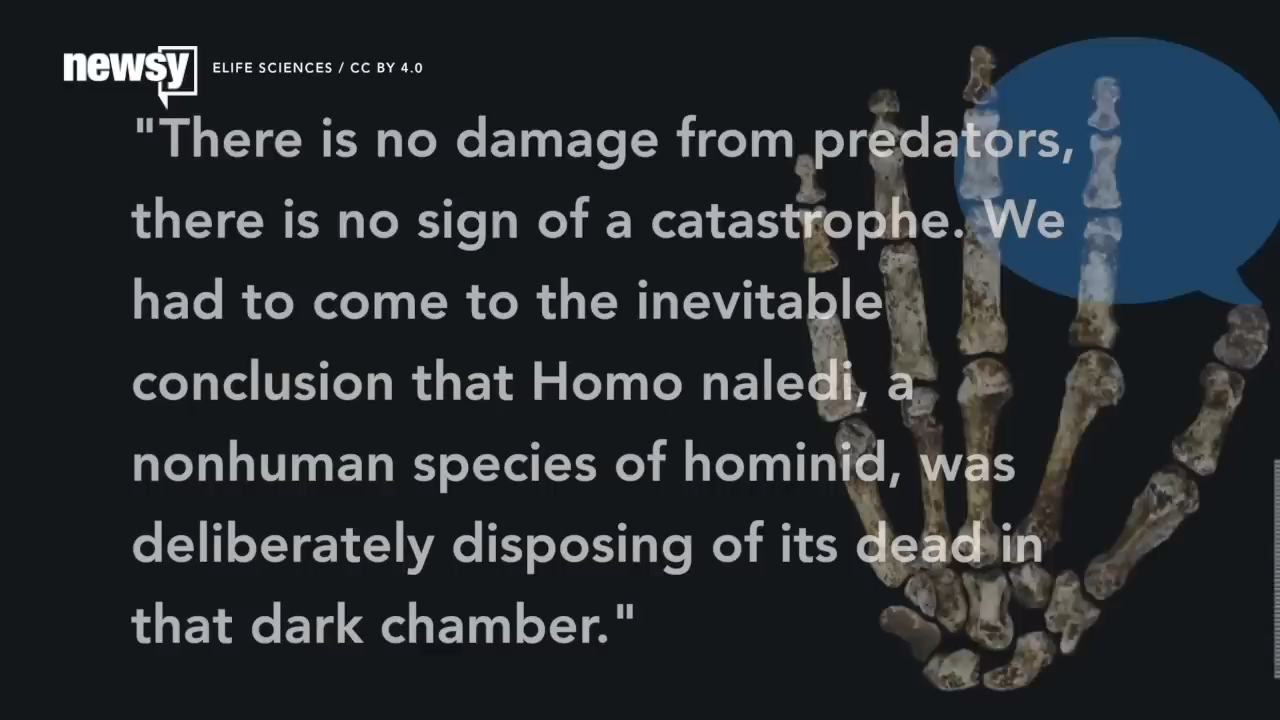 newsy ELIFE SCIENCES / CC BY 4.0
"There is no damage from predators,
there is no sign of a catastrophe. We
had to come to the inevitable
conclusion that Homo naledi, a
nonhuman species of hominid, was
deliberately disposing of its dead in
that dark chamber."